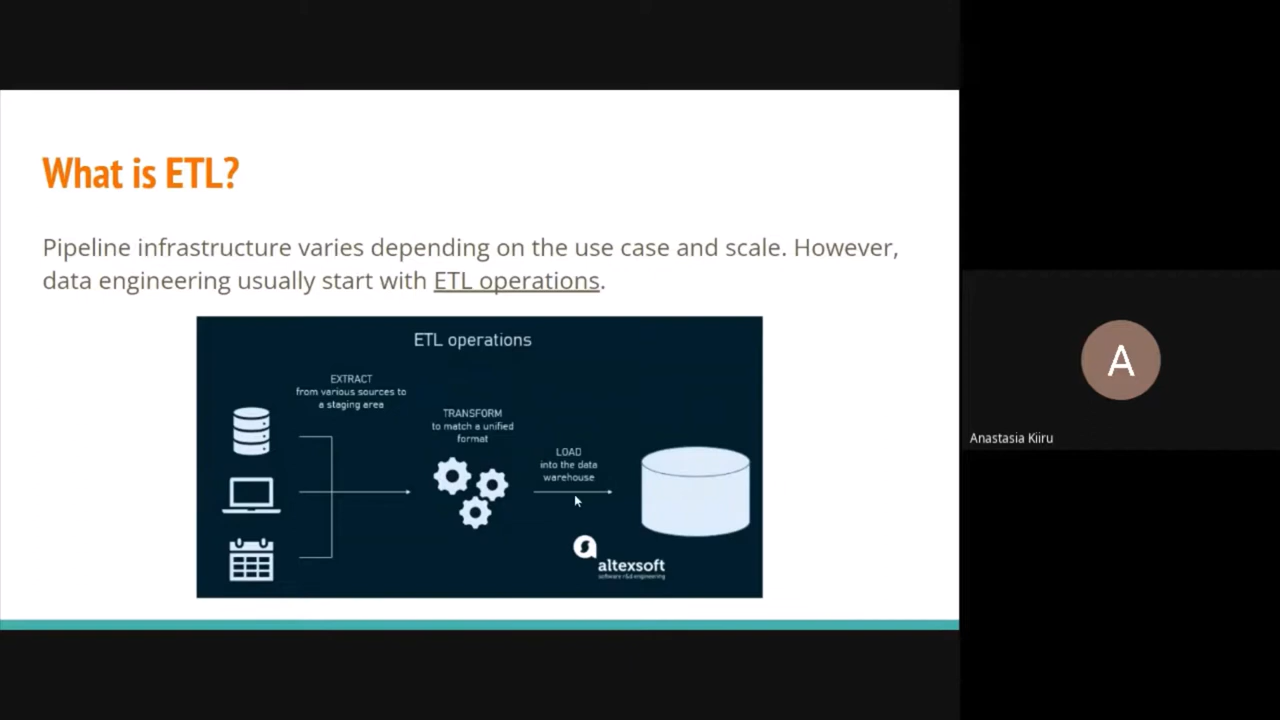 What is ETL?
Pipeline infrastructure varies depending on the use case and scale. However,
data engineering usually start with ETL operations.
ETL operations
EXTRACT
from various sources to
a staging area
TRANSFORM
to match a unified
format
LOAD
into the data
warehouse
altexsoft
software r&d engineering
A
Anastasia Kiiru